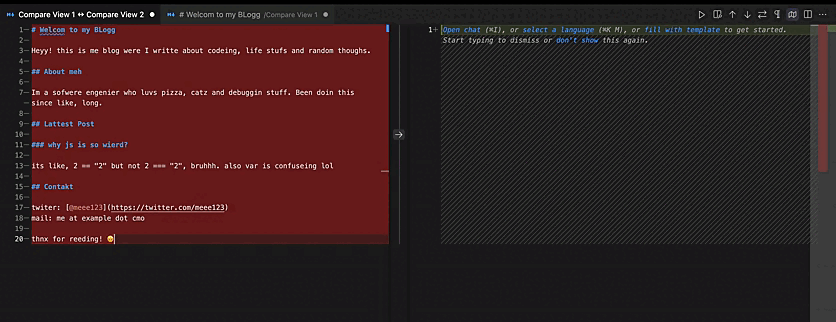 Compare View 1 ↔ Compare View 2
# Welcom to my BLogg /Compare View 1
1 # Welcom to my BLogg
2
3 Heyy! this is me blog were I writte about codeing, life stufs and random thoughs.
4
5 ## About meh
6
7 Im a sofwere engenier who luvs pizza, catz and debuggin stuff. Been doin this
since like, long.
8
9 ## Lattest Post
10
11 ### why js is so wierd?
12
13 its like, 2 == "2" but not 2 === "2", bruhhh. also var is confuseing lol
14
15 ## Contakt
16
17 twiter: [@meee123](https://twitter.com/meee123)
18 mail: me at example dot cmo
19
20 thnx for reeding! 😊
1 Open chat (⌘I), or select a language (⌘K M), or fill with template to get started.
Start typing to dismiss or don't show this again.